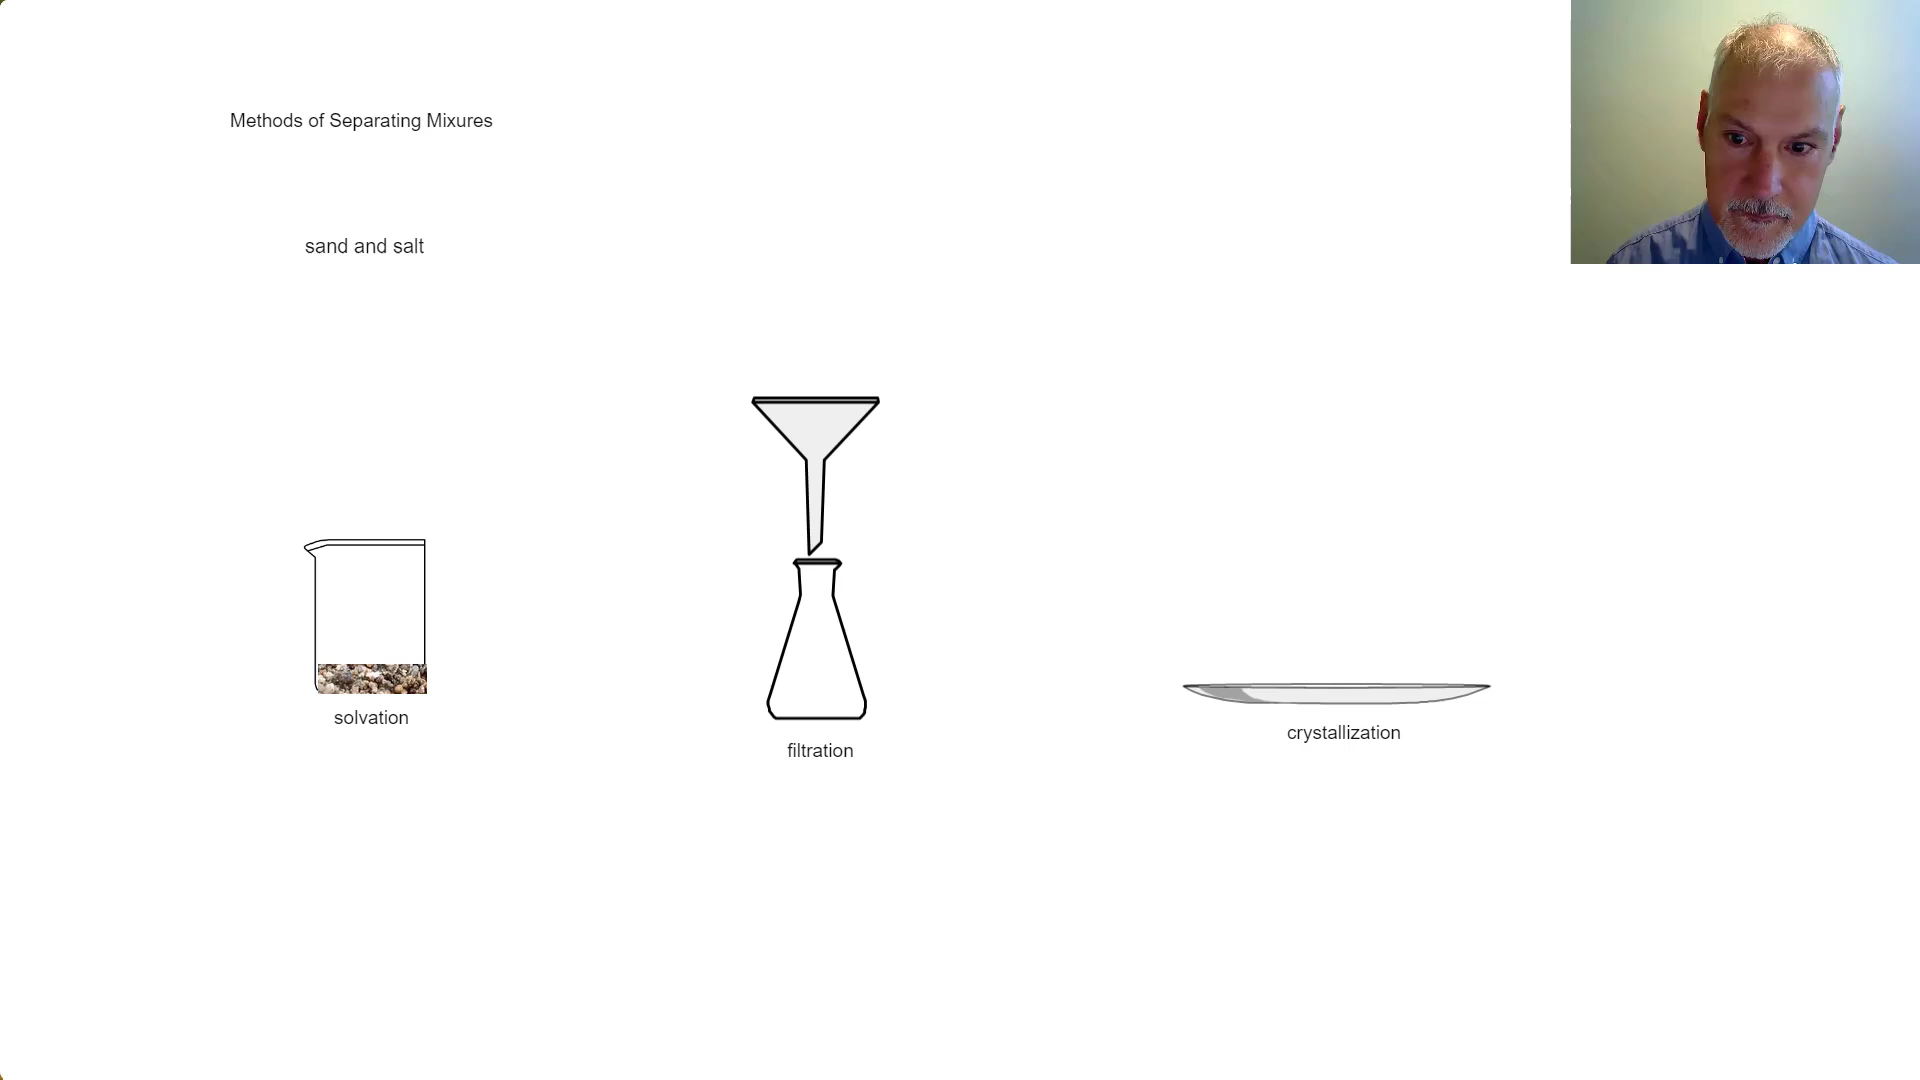 Methods of Separating Mixures
sand and salt
solvation
filtration
crystallization